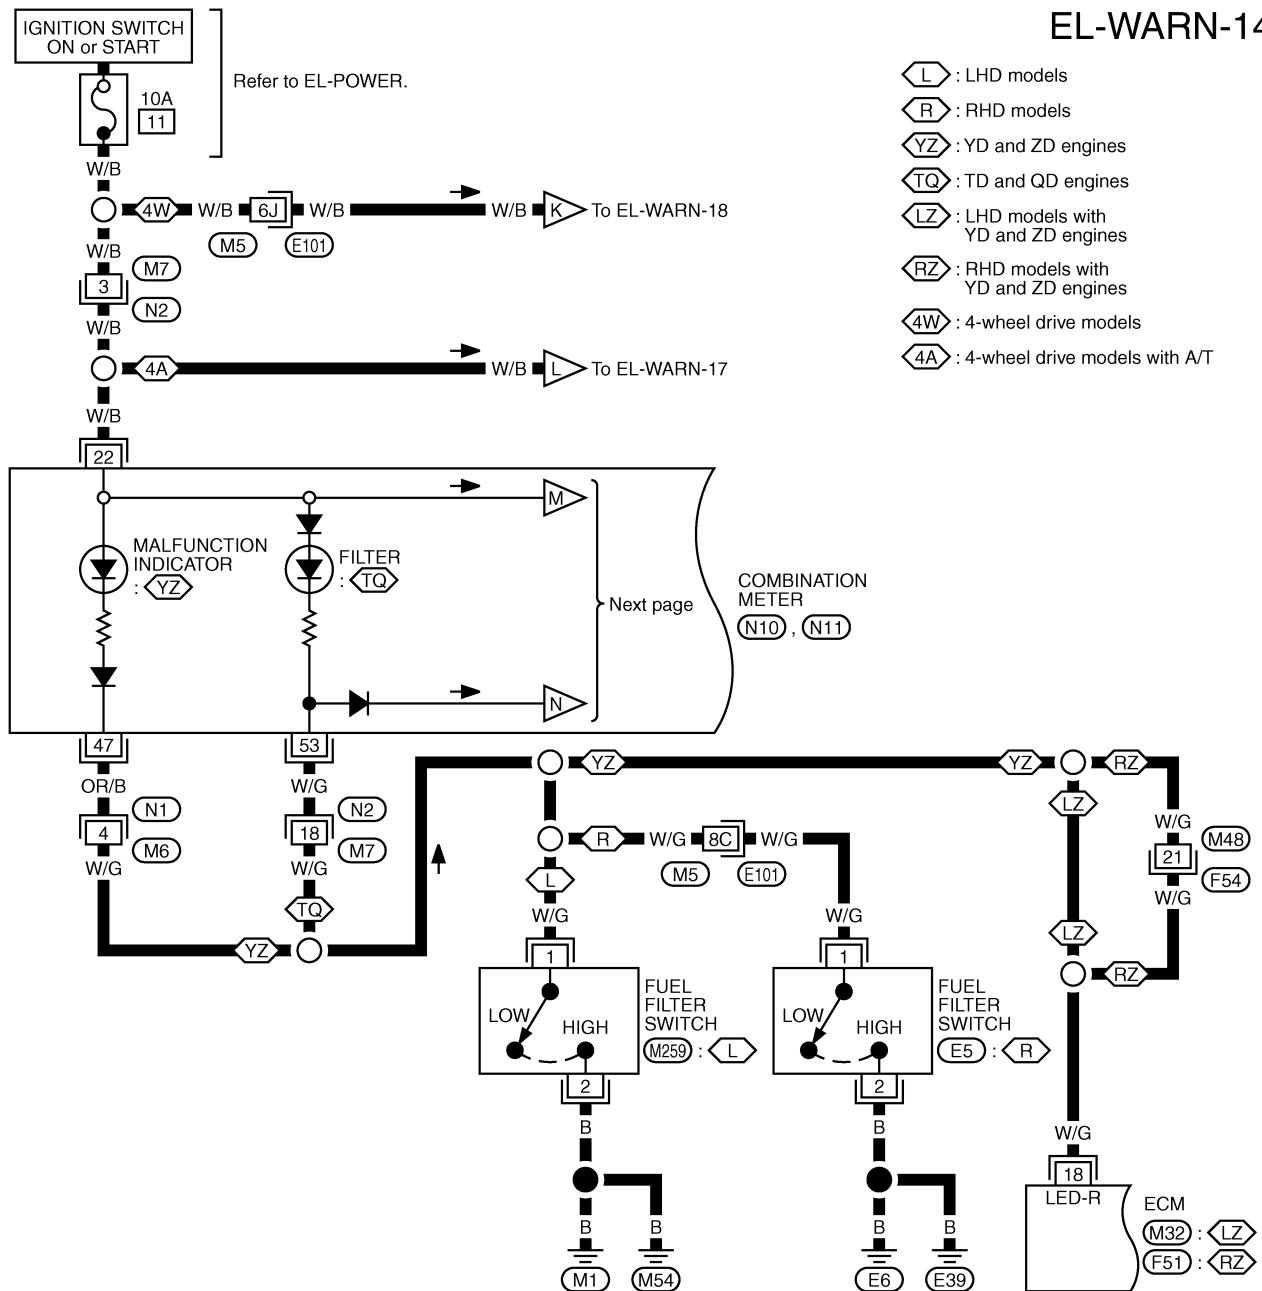 EL-WARN-14
IGNITION SWITCH
ON or START
Refer to EL-POWER.
10A
11
L : LHD models
R : RHD models
YZ : YD and ZD engines
TQ : TD and QD engines
LZ : LHD models with
YD and ZD engines
RZ : RHD models with
YD and ZD engines
4W : 4-wheel drive models
4A : 4-wheel drive models with A/T
W/B
4W W/B 6J W/B W/B K To EL-WARN-18
M5 E101
W/B
M7
3
N2
W/B
4A W/B L To EL-WARN-17
W/B
22
M
MALFUNCTION
INDICATOR
: YZ
FILTER
: TQ
Next page
COMBINATION
METER
N10 , N11
N
47 53
OR/B W/G
N1 N2
4 18
M6 M7
W/G W/G
TQ
YZ
YZ YZ RZ
LZ
R W/G 8C W/G
M5 E101
W/G
M48
21
F54
W/G
L
W/G W/G
LZ
RZ
1 1
LOW HIGH
FUEL
FILTER
SWITCH
M259 : L
LOW HIGH
FUEL
FILTER
SWITCH
E5 : R
2 2
B B
B B B B
M1 M54 E6 E39
W/G
18
LED-R
ECM
M32 : LZ
F51 : RZ